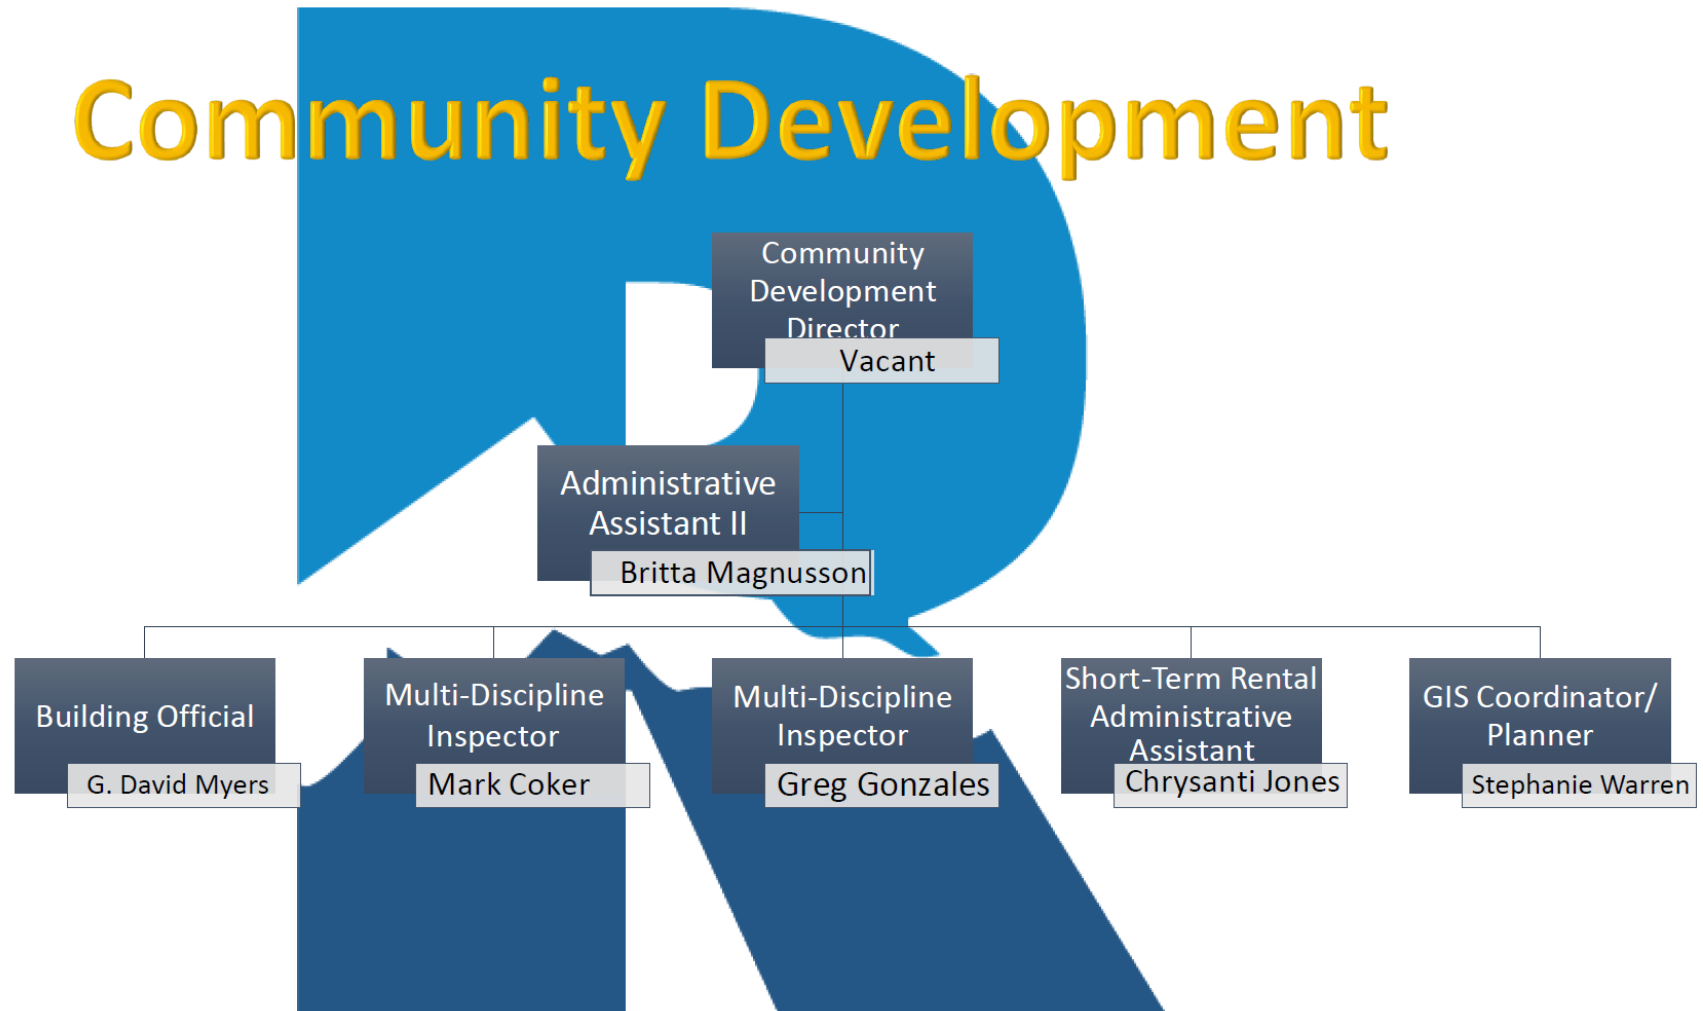 Community Development
Community
Development
Director
Vacant
Administrative
Assistant II
Britta Magnusson
Building Official
G. David Myers
Multi-Discipline
Inspector
Mark Coker
Multi-Discipline
Inspector
Greg Gonzales
Short-Term Rental
Administrative
Assistant
Chrysanti Jones
GIS Coordinator/
Planner
Stephanie Warren